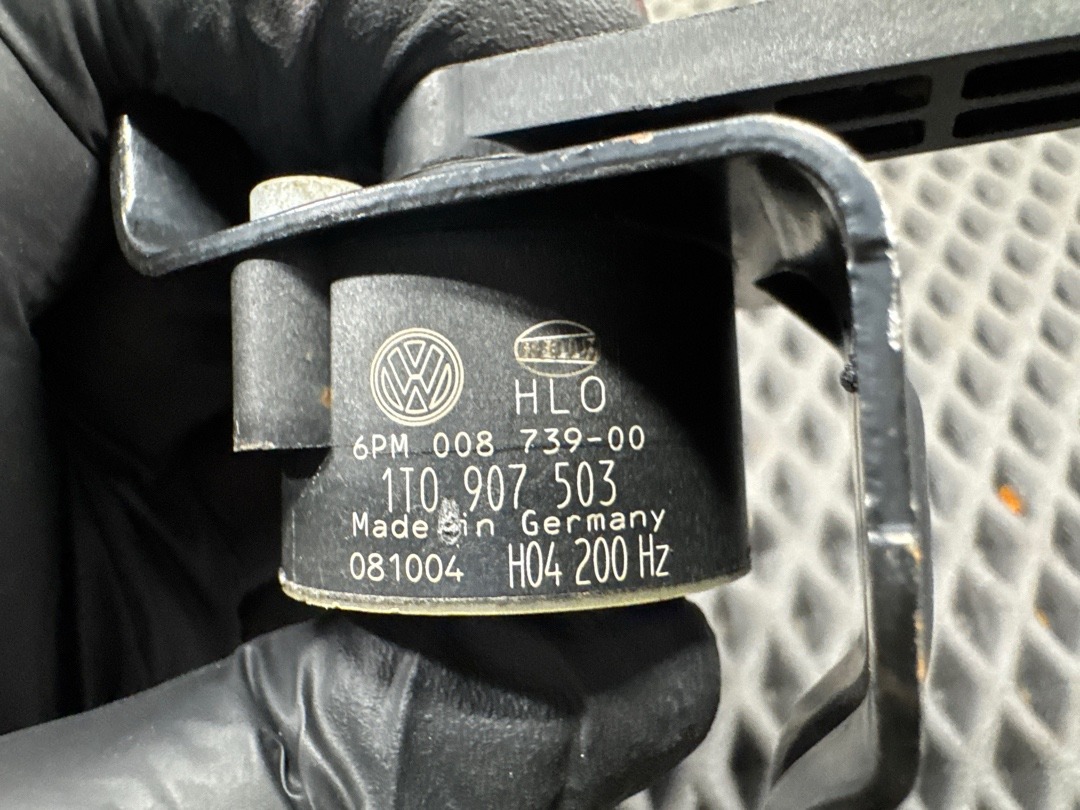 HLO
6PM 008 739-00
1T0 907 503
Made in Germany
081004 H04 200 Hz